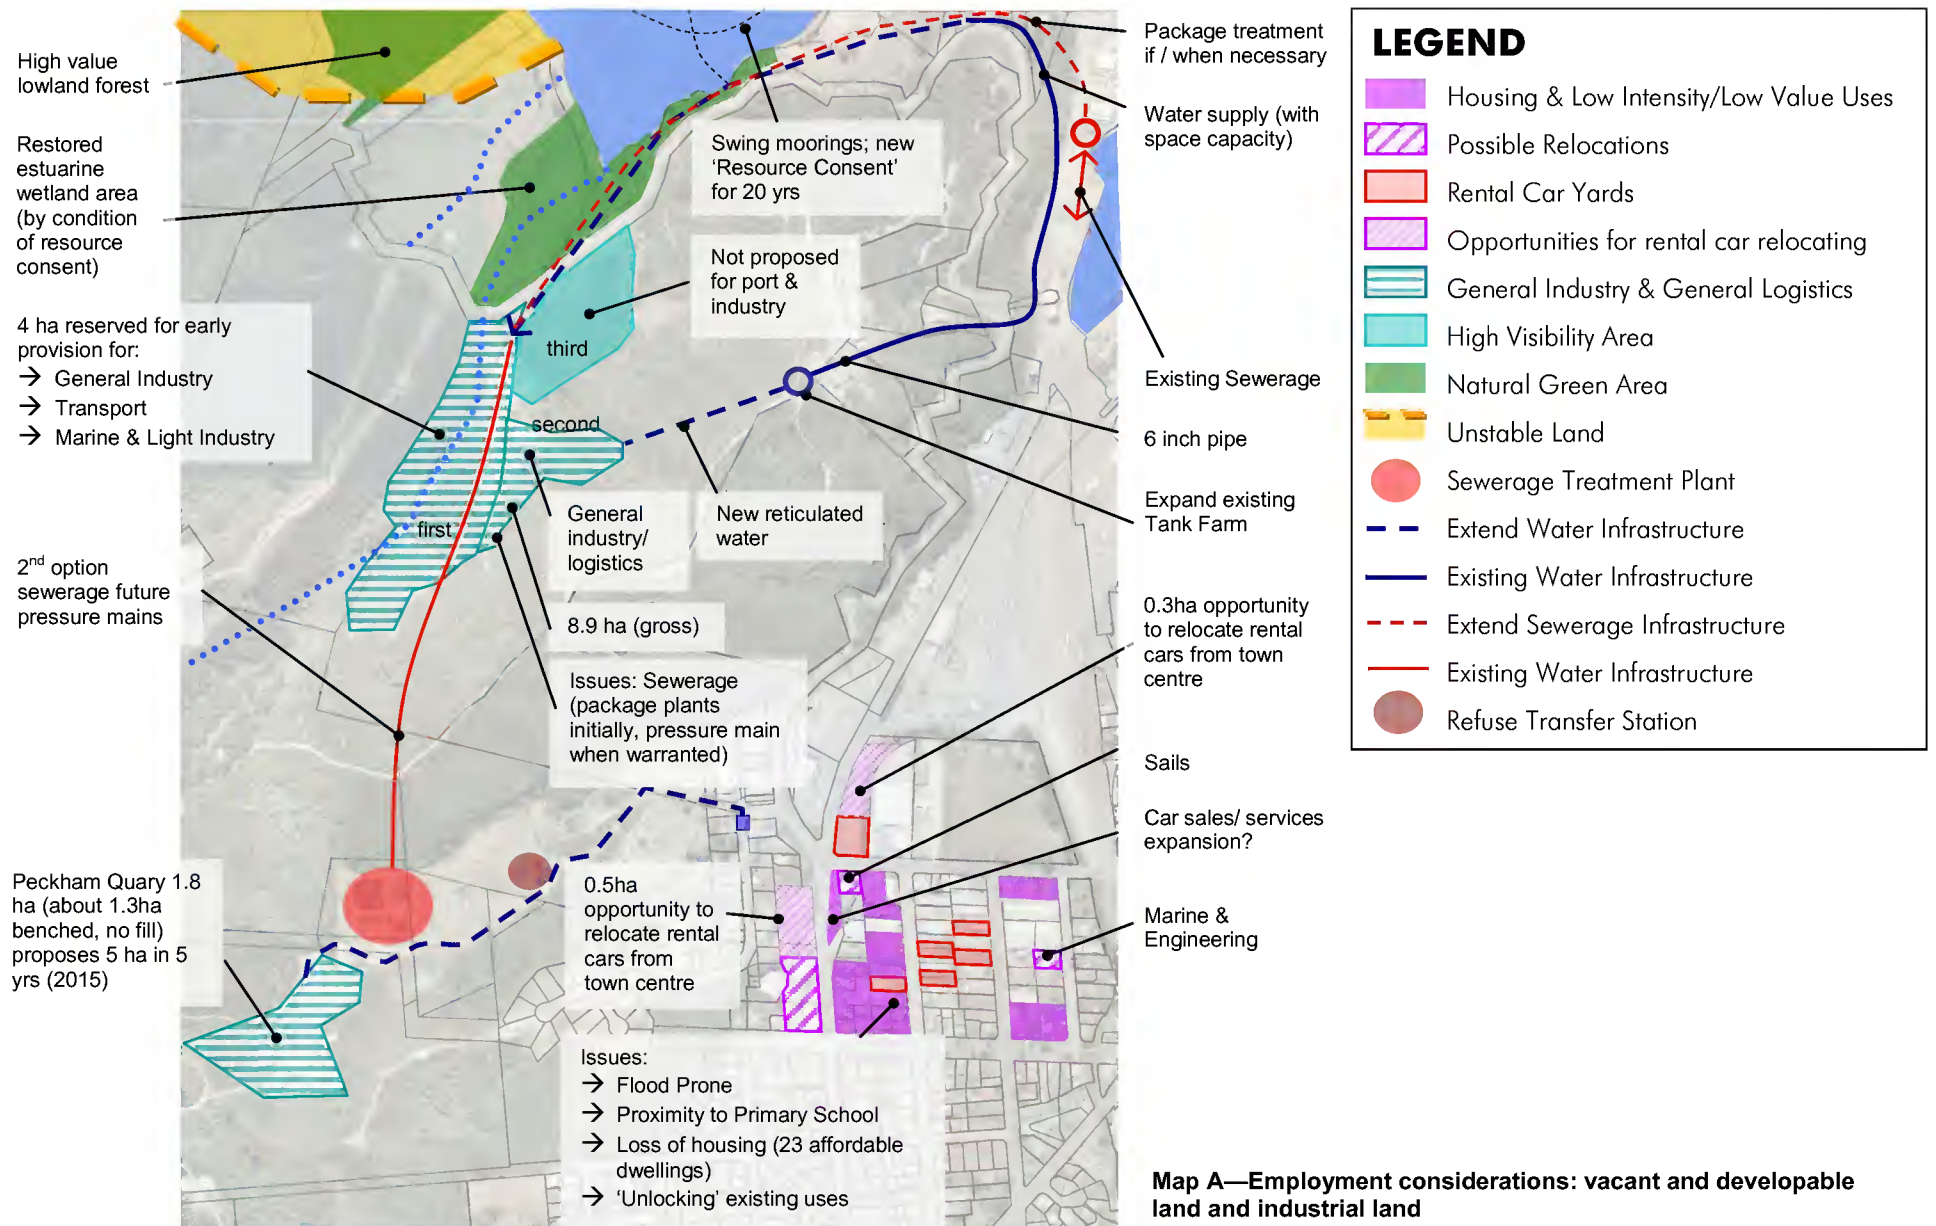 High value
lowland forest
Restored
estuarine
wetland area
(by condition
of resource
consent)
4 ha reserved for early
provision for:
→ General Industry
→ Transport
→ Marine & Light Industry
2nd option
sewerage future
pressure mains
Peckham Quary 1.8
ha (about 1.3ha
benched, no fill)
proposes 5 ha in 5
yrs (2015)
Swing moorings; new
‘Resource Consent’
for 20 yrs
Not proposed
for port &
industry
third
second
first
General
industry/
logistics
New reticulated
water
8.9 ha (gross)
Issues: Sewerage
(package plants
initially, pressure main
when warranted)
0.5ha
opportunity to
relocate rental
cars from
town centre
Issues:
→ Flood Prone
→ Proximity to Primary School
→ Loss of housing (23 affordable
dwellings)
→ ‘Unlocking’ existing uses
Package treatment
if / when necessary
Water supply (with
space capacity)
Existing Sewerage
6 inch pipe
Expand existing
Tank Farm
0.3ha opportunity
to relocate rental
cars from town
centre
Sails
Car sales/ services
expansion?
Marine &
Engineering
LEGEND
Housing & Low Intensity/Low Value Uses
Possible Relocations
Rental Car Yards
Opportunities for rental car relocating
General Industry & General Logistics
High Visibility Area
Natural Green Area
Unstable Land
Sewerage Treatment Plant
Extend Water Infrastructure
Existing Water Infrastructure
Extend Sewerage Infrastructure
Existing Water Infrastructure
Refuse Transfer Station
Map A—Employment considerations: vacant and developable
land and industrial land